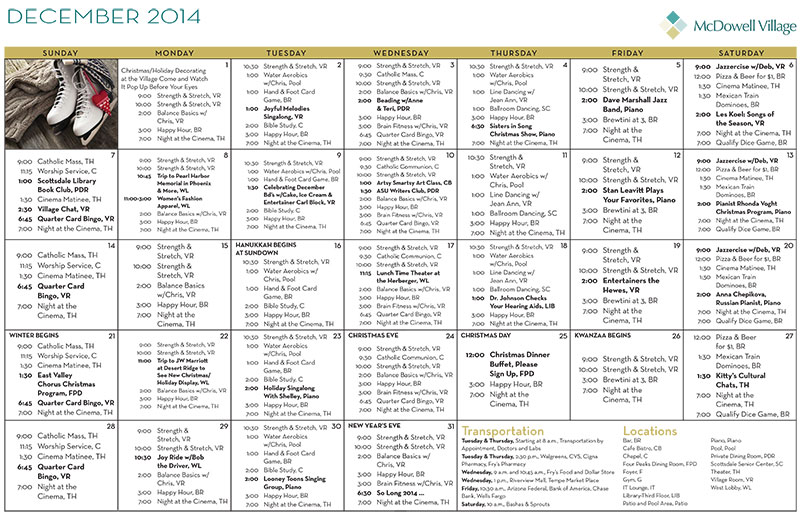 DECEMBER 2014
McDowell Village
SUNDAY MONDAY TUESDAY WEDNESDAY THURSDAY FRIDAY SATURDAY
1
Christmas/Holiday Decorating
at the Village Come and Watch
It Pop Up Before Your Eyes
9:00 Strength & Stretch, VR
10:00 Strength & Stretch, VR
2:00 Balance Basics w/
Chris, VR
3:00 Happy Hour, BR
7:00 Night at the Cinema, TH
2
10:30 Strength & Stretch, VR
1:00 Water Aerobics
w/Chris, Pool
1:00 Hand & Foot Card
Game, BR
1:00 Joyful Melodies
Singalong, VR
2:00 Bible Study, C
3:00 Happy Hour, BR
7:00 Night at the Cinema, TH
3
9:00 Strength & Stretch, VR
9:30 Catholic Mass, C
10:00 Strength & Stretch, VR
2:00 Balance Basics w/Chris, VR
2:00 Beading w/Anne
& Teri, PDR
3:00 Happy Hour, BR
3:00 Brain Fitness w/Chris, VR
6:45 Quarter Card Bingo, VR
7:00 Night at the Cinema, TH
4
10:30 Strength & Stretch, VR
1:00 Water Aerobics
w/Chris, Pool
1:00 Line Dancing w/
Jean Ann, VR
1:00 Ballroom Dancing, SC
3:00 Happy Hour, BR
6:30 Sisters in Song
Christmas Show, Piano
7:00 Night at the Cinema, TH
5
9:00 Strength &
Stretch, VR
10:00 Strength & Stretch, VR
2:00 Dave Marshall Jazz
Band, Piano
3:00 Brewtini at 3, BR
7:00 Night at the
Cinema, TH
6
9:00 Jazzercise w/Deb, VR
12:00 Pizza & Beer for $1, BR
1:30 Cinema Matinee, TH
1:30 Mexican Train
Dominoes, BR
2:00 Les Koel: Songs of
the Season, VR
7:00 Night at the Cinema, TH
7:00 Qualify Dice Game, BR
7
9:00 Catholic Mass, TH
11:15 Worship Service, C
1:00 Scottsdale Library
Book Club, PDR
1:30 Cinema Matinee, TH
2:30 Village Chat, VR
6:45 Quarter Card Bingo, VR
7:00 Night at the Cinema, TH
8
9:00 Strength & Stretch, VR
10:00 Strength & Stretch, VR
10:45 Trip to Pearl Harbor
Memorial in Phoenix
& More, WL
11:00-3:00 Women's Fashion
Apparel, WL
2:00 Balance Basics w/Chris, VR
3:00 Happy Hour, BR
7:00 Night at the Cinema, TH
9
10:30 Strength & Stretch, VR
1:00 Water Aerobics w/Chris, Pool
1:00 Hand & Foot Card Game, BR
1:30 Celebrating December
Bd's w/Cake, Ice Cream &
Entertainer Carl Block, VR
2:00 Bible Study, C
3:00 Happy Hour, BR
7:00 Night at the Cinema, TH
10
9:00 Strength & Stretch, VR
9:30 Catholic Communion, C
10:00 Strength & Stretch, VR
1:00 Artsy Smartsy Art Class, CB
1:30 ASU Writers Club, PDR
2:00 Balance Basics w/Chris, VR
3:00 Happy Hour, BR
3:00 Brain Fitness w/Chris, VR
6:45 Quarter Card Bingo, VR
7:00 Night at the Cinema, TH
11
10:30 Strength &
Stretch, VR
1:00 Water Aerobics
w/Chris, Pool
1:00 Line Dancing w/
Jean Ann, VR
1:00 Ballroom Dancing, SC
3:00 Happy Hour, BR
7:00 Night at the Cinema, TH
12
9:00 Strength &
Stretch, VR
10:00 Strength & Stretch, VR
2:00 Stan Leavitt Plays
Your Favorites, Piano
3:00 Brewtini at 3, BR
7:00 Night at the
Cinema, TH
13
9:00 Jazzercise w/Deb, VR
12:00 Pizza & Beer for $1, BR
1:30 Cinema Matinee, TH
1:30 Mexican Train
Dominoes, BR
2:00 Pianist Rhonda Voght
Christmas Program, Piano
7:00 Night at the Cinema, TH
7:00 Qualify Dice Game, BR
14
9:00 Catholic Mass, TH
11:15 Worship Service, C
1:30 Cinema Matinee, TH
6:45 Quarter Card
Bingo, VR
7:00 Night at the
Cinema, TH
15
9:00 Strength &
Stretch, VR
10:00 Strength &
Stretch, VR
2:00 Balance Basics
w/Chris, VR
3:00 Happy Hour, BR
7:00 Night at the
Cinema, TH
HANUKKAH BEGINS 16
AT SUNDOWN
10:30 Strength & Stretch, VR
1:00 Water Aerobics w/
Chris, Pool
1:00 Hand & Foot Card
Game, BR
2:00 Bible Study, C
3:00 Happy Hour, BR
7:00 Night at the Cinema, TH
17
9:00 Strength & Stretch, VR
9:30 Catholic Communion, C
10:00 Strength & Stretch, VR
11:15 Lunch Time Theater at
the Herberger, WL
2:00 Balance Basics w/Chris, VR
3:00 Happy Hour, BR
3:00 Brain Fitness w/Chris, VR
6:45 Quarter Card Bingo, VR
7:00 Night at the Cinema, TH
18
10:30 Strength & Stretch, VR
1:00 Water Aerobics
w/Chris, Pool
1:00 Line Dancing w/
Jean Ann, VR
1:00 Ballroom Dancing, SC
1:00 Dr. Johnson Checks
Your Hearing Aids, LIB
3:00 Happy Hour, BR
7:00 Night at the Cinema, TH
19
9:00 Strength &
Stretch, VR
10:00 Strength & Stretch, VR
2:00 Entertainers the
Hewes, VR
3:00 Brewtini at 3, BR
7:00 Night at the
Cinema, TH
20
9:00 Jazzercise w/Deb, VR
12:00 Pizza & Beer for $1, BR
1:30 Cinema Matinee, TH
1:30 Mexican Train
Dominoes, BR
2:00 Anna Chepikova,
Russian Pianist, Piano
7:00 Night at the Cinema, TH
7:00 Qualify Dice Game, BR
WINTER BEGINS 21
9:00 Catholic Mass, TH
11:15 Worship Service, C
1:30 Cinema Matinee, TH
1:30 East Valley
Chorus Christmas
Program, FPD
6:45 Quarter Card Bingo, VR
7:00 Night at the Cinema, TH
22
9:00 Strength & Stretch, VR
10:00 Strength & Stretch, VR
11:00 Trip to JW Marriott
at Desert Ridge to
See New Christmas/
Holiday Display, WL
2:00 Balance Basics w/Chris, VR
3:00 Happy Hour, BR
7:00 Night at the Cinema, TH
23
10:30 Strength & Stretch, VR
1:00 Water Aerobics
w/Chris, Pool
1:00 Hand & Foot Card
Game, BR
2:00 Bible Study, C
2:00 Holiday Singalong
With Shelley, Piano
3:00 Happy Hour, BR
7:00 Night at the Cinema, TH
CHRISTMAS EVE 24
9:00 Strength & Stretch, VR
9:30 Catholic Communion, C
10:00 Strength & Stretch, VR
2:00 Balance Basics w/Chris, VR
3:00 Happy Hour, BR
3:00 Brain Fitness w/Chris, VR
6:45 Quarter Card Bingo, VR
7:00 Night at the Cinema, TH
CHRISTMAS DAY 25
12:00 Christmas Dinner
Buffet, Please
Sign Up, FPD
3:00 Happy Hour, BR
7:00 Night at the
Cinema, TH
KWANZAA BEGINS 26
9:00 Strength & Stretch, VR
10:00 Strength & Stretch, VR
3:00 Brewtini at 3, BR
7:00 Night at the
Cinema, TH
27
12:00 Pizza & Beer
for $1, BR
1:30 Mexican Train
Dominoes, BR
1:30 Kitty's Cultural
Chats, TH
7:00 Night at the
Cinema, TH
7:00 Qualify Dice Game, BR
28
9:00 Catholic Mass, TH
11:15 Worship Service, C
1:30 Cinema Matinee, TH
6:45 Quarter Card
Bingo, VR
7:00 Night at the
Cinema, TH
29
9:00 Strength &
Stretch, VR
10:00 Strength & Stretch, VR
10:30 Joy Ride w/Bob
the Driver, WL
2:00 Balance Basics w/
Chris, VR
3:00 Happy Hour, BR
7:00 Night at the Cinema, TH
30
10:30 Strength & Stretch, VR
1:00 Water Aerobics
w/Chris, Pool
1:00 Hand & Foot Card
Game, BR
2:00 Bible Study, C
2:00 Looney Toons Singing
Group, Piano
3:00 Happy Hour, BR
7:00 Night at the Cinema, TH
NEW YEAR'S EVE 31
9:00 Strength & Stretch, VR
10:00 Strength & Stretch, VR
2:00 Balance Basics w/
Chris, VR
3:00 Happy Hour, BR
3:00 Brain Fitness w/
Chris, VR
6:30 So Long 2014 ...
7:00 Night at the Cinema, TH
Transportation
Tuesday & Thursday, Starting at 8 a.m., Transportation by
Appointment, Doctors and Labs
Tuesday & Thursday, 2:30 p.m., Walgreens, CVS, Cigna
Pharmacy, Fry's Pharmacy
Wednesday, 9 a.m. and 10:45 a.m., Fry's Food and Dollar Store
Wednesday, 1 p.m., Riverview Mall, Tempe Market Place
Friday, 10:30 a.m., Arizona Federal, Bank of America, Chase
Bank, Wells Fargo
Saturday, 10 a.m., Bashas & Sprouts
Locations
Bar, BR
Cafe Bistro, CB
Chapel, C
Four Peaks Dining Room, FPD
Foyer, F
Gym, G
IT Lounge, IT
Library-Third Floor, LIB
Patio and Pool Area, Patio
Piano, Piano
Pool, Pool
Private Dining Room, PDR
Scottsdale Senior Center, SC
Theater, TH
Village Room, VR
West Lobby, WL